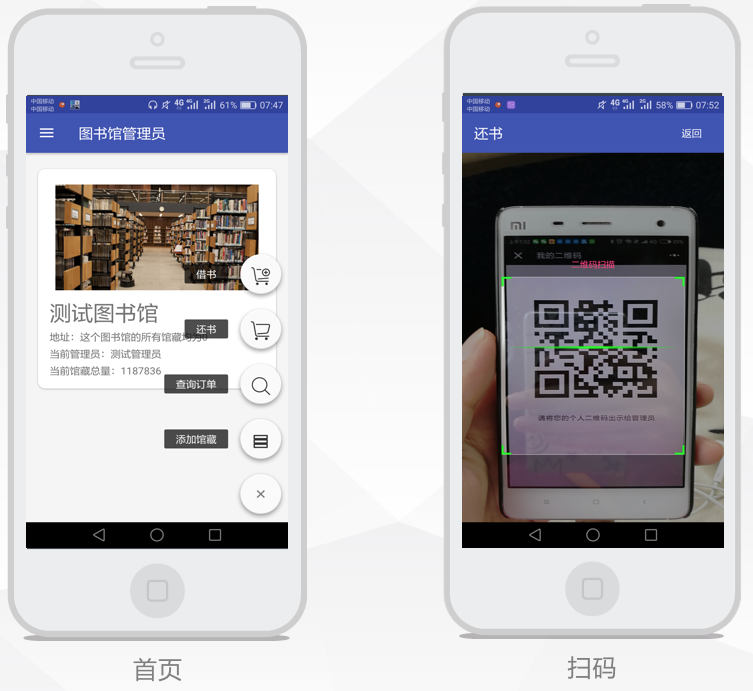 中国移动
中国移动
4G 4G 2G 61% 07:47
图书馆管理员
借书
测试图书馆
还书
地址：这个图书馆的所有馆藏均为0
当前管理员：测试管理员
当前馆藏总量：1187836
查询订单
添加馆藏
首页
中国移动
中国移动
4G 4G 2G 58% 07:52
还书
返回
MI
我的二维码
二维码扫描
请将您的个人二维码出示给管理员
扫码